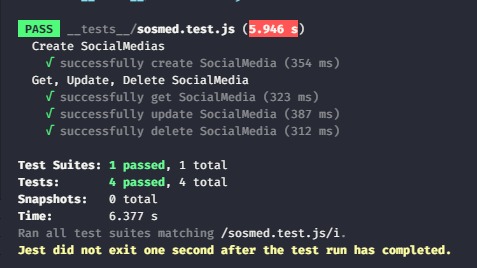 PASS __tests__/sosmed.test.js (5.946 s)
Create SocialMedias
√ successfully create SocialMedia (354 ms)
Get, Update, Delete SocialMedia
√ successfully get SocialMedia (323 ms)
√ successfully update SocialMedia (387 ms)
√ successfully delete SocialMedia (312 ms)
Test Suites: 1 passed, 1 total
Tests: 4 passed, 4 total
Snapshots: 0 total
Time: 6.377 s
Ran all test suites matching /sosmed.test.js/i.
Jest did not exit one second after the test run has completed.